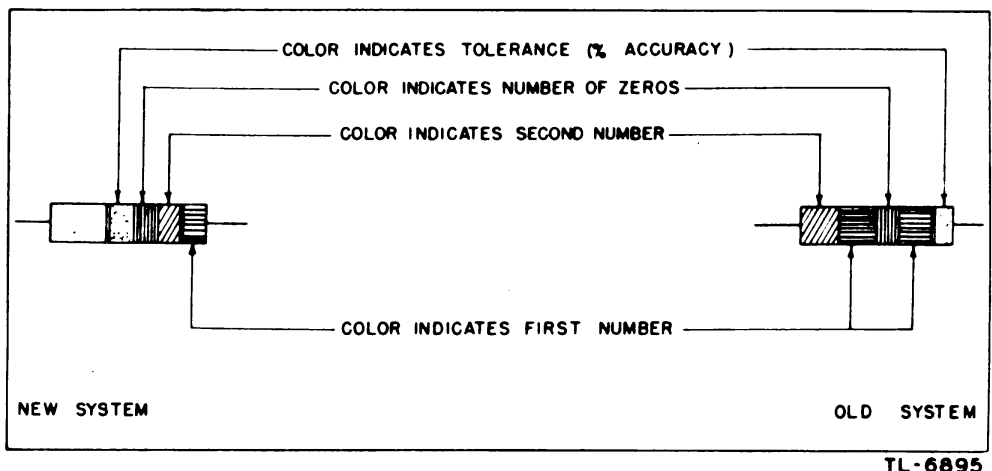 COLOR INDICATES TOLERANCE (% ACCURACY)
COLOR INDICATES NUMBER OF ZEROS
COLOR INDICATES SECOND NUMBER
COLOR INDICATES FIRST NUMBER
NEW SYSTEM
OLD SYSTEM
TL-6895